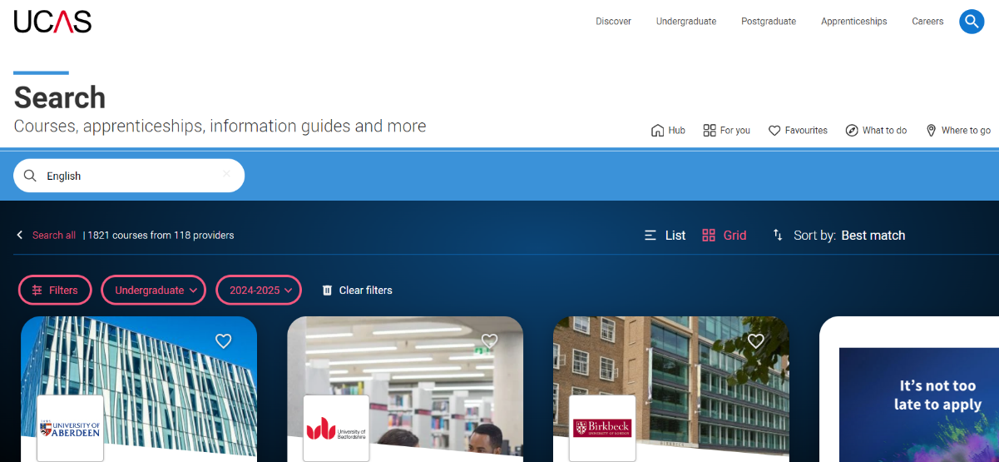 UCAS
Discover Undergraduate Postgraduate Apprenticeships Careers
Search
Courses, apprenticeships, information guides and more
Hub For you Favourites What to do Where to go
English
Search all | 1821 courses from 118 providers
List Grid Sort by: Best match
Filters Undergraduate 2024-2025 Clear filters
1495
UNIVERSITY OF
ABERDEEN
University of
Bedfordshire
Birkbeck
UNIVERSITY OF LONDON
BIRKBECK
It's not too
late to apply